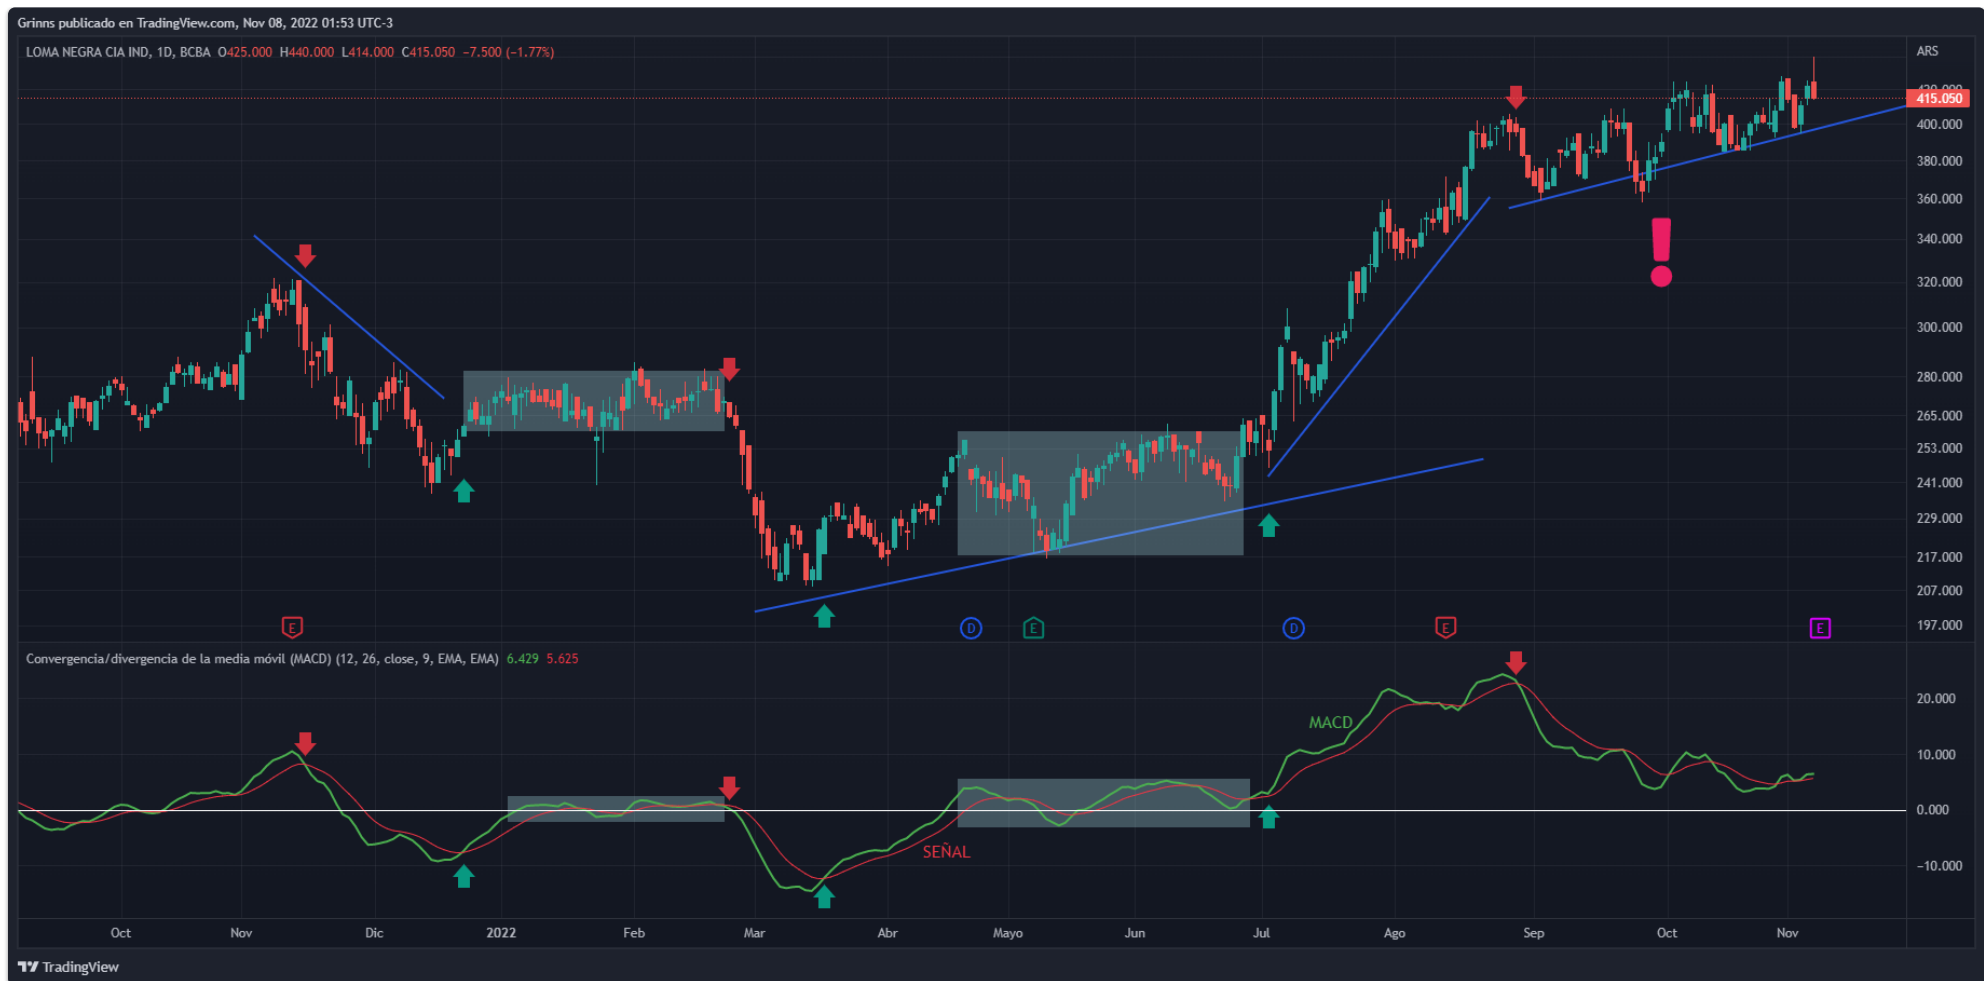 Grinns publicado en TradingView.com, Nov 08, 2022 01:53 UTC-3
LOMA NEGRA CIA IND, 1D, BCBA O425.000 H440.000 L414.000 C415.050 −7.500 (−1.77%)
ARS
415.050
400.000
380.000
360.000
340.000
320.000
300.000
280.000
265.000
253.000
241.000
229.000
217.000
207.000
197.000
E
D
E
D
E
E
Convergencia/divergencia de la media móvil (MACD) (12, 26, close, 9, EMA, EMA) 6.429 5.625
MACD
SEÑAL
20.000
10.000
0.000
−10.000
Oct Nov Dic 2022 Feb Mar Abr Mayo Jun Jul Ago Sep Oct Nov
TradingView